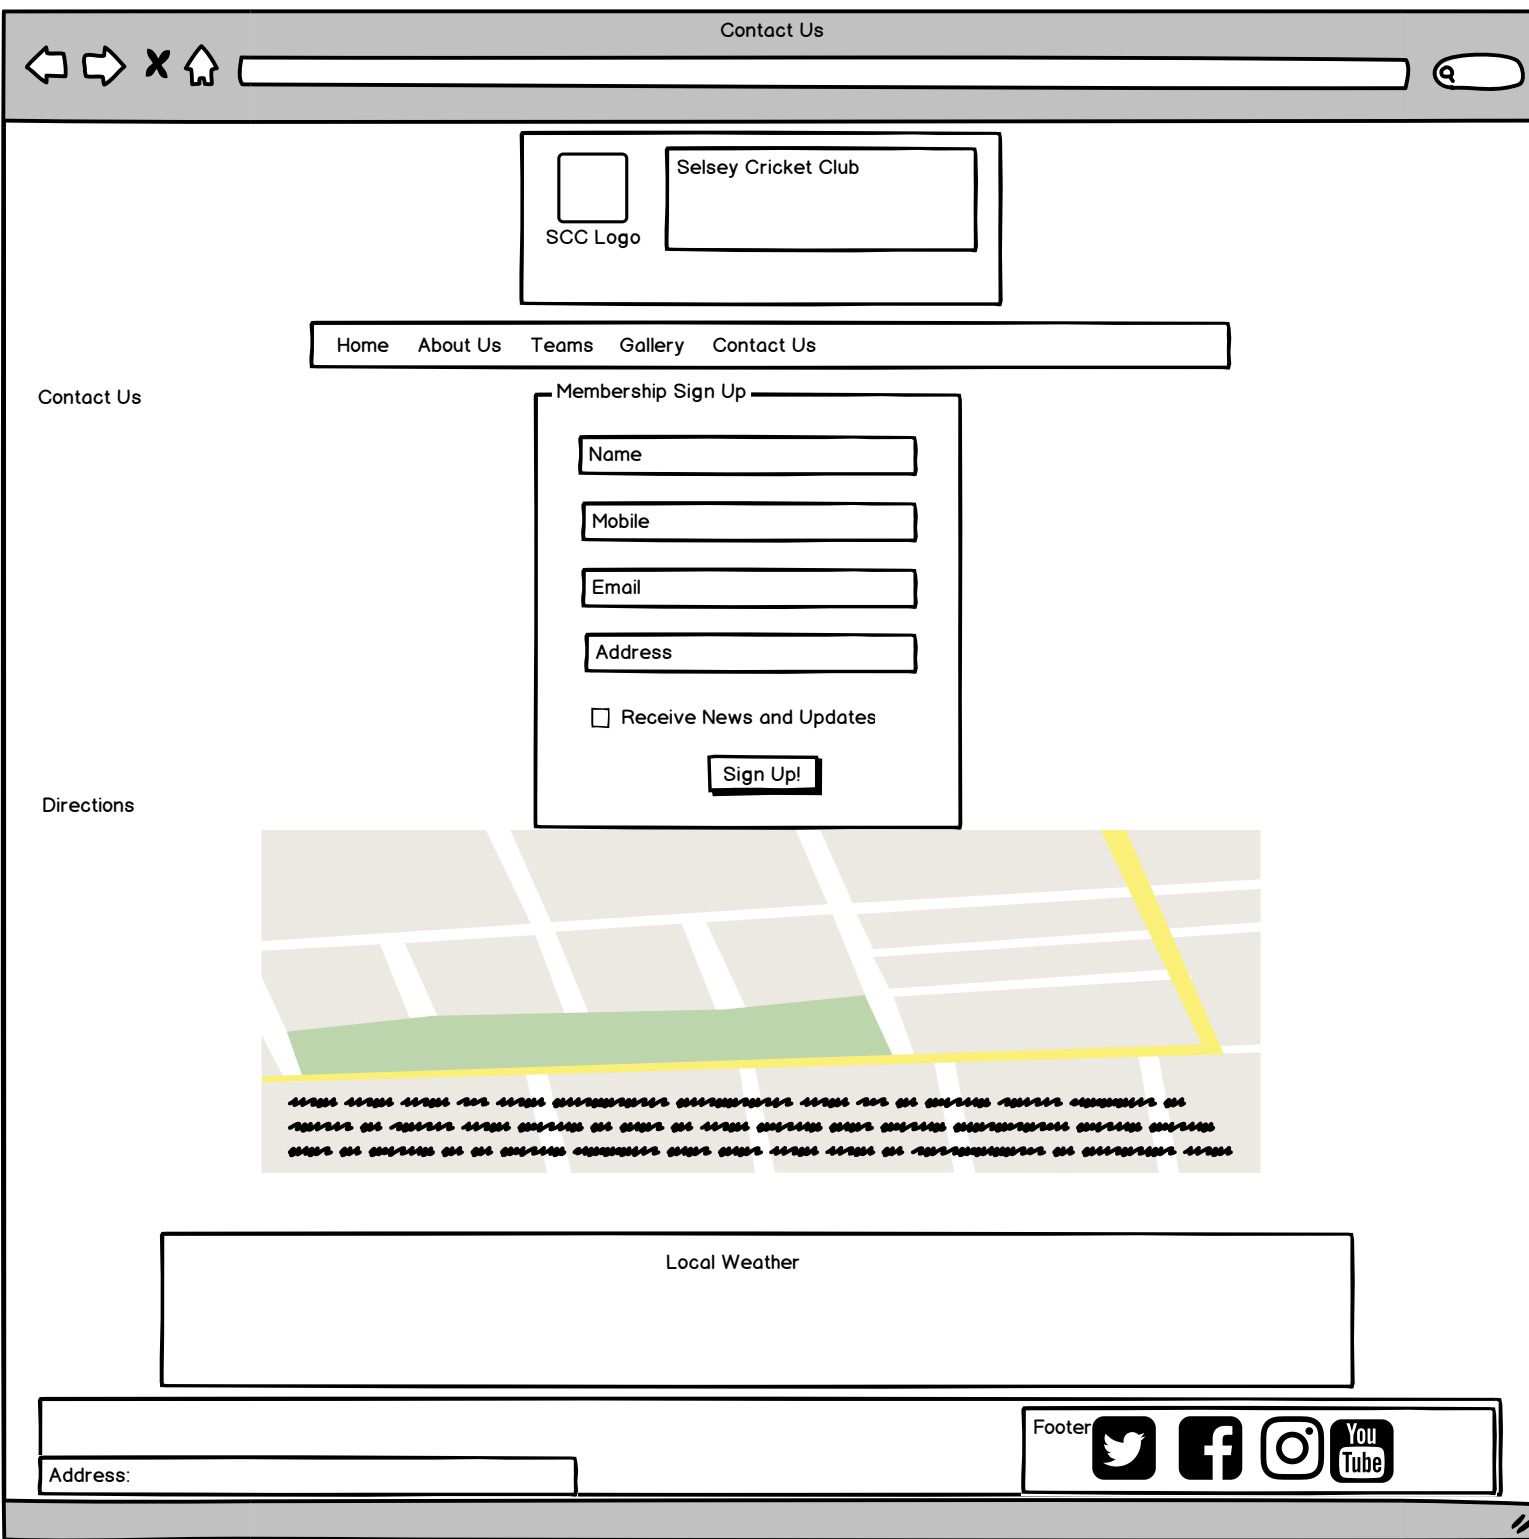 Contact Us
Selsey Cricket Club
SCC Logo
Home About Us Teams Gallery Contact Us
Contact Us
Membership Sign Up
Name
Mobile
Email
Address
Receive News and Updates
Sign Up!
Directions
Local Weather
Footer
You
Tube
Address: